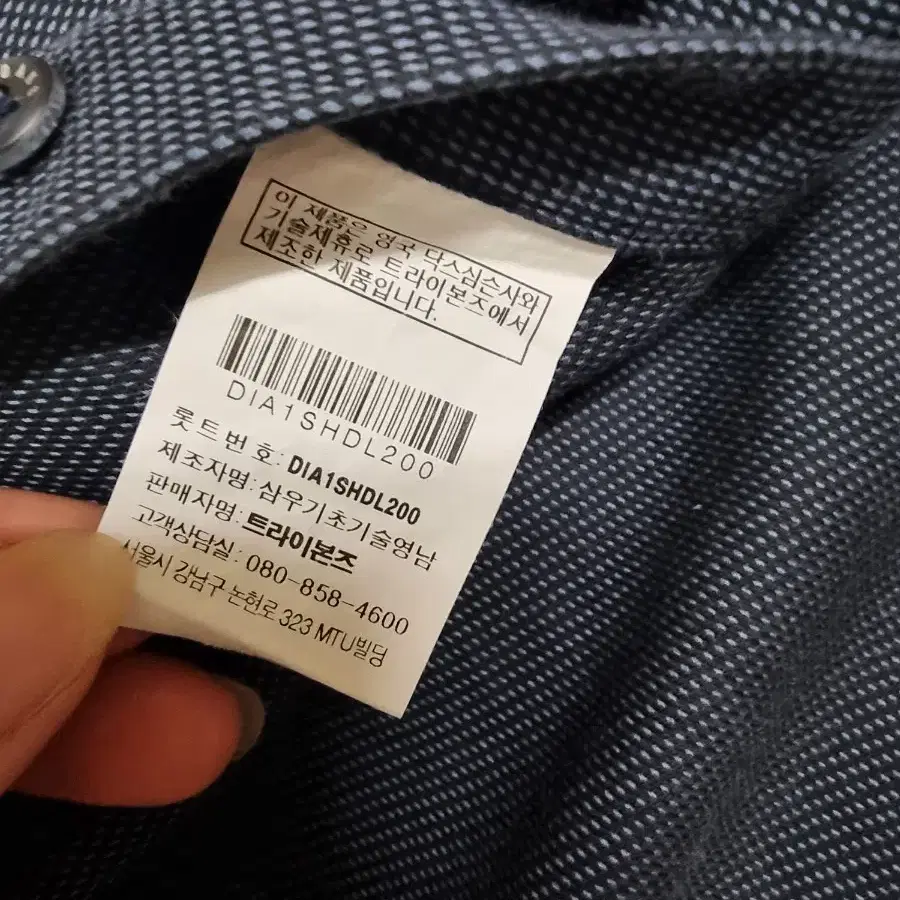 이 제품은 영국 닥스심슨사와
기술제휴로 트라이본즈에서
제조한 제품입니다.
DIA1SHDL200
롯트번호: DIA1SHDL200
제조자명: 삼우기초기술영남
판매자명: 트라이본즈
고객상담실: 080-858-4600
서울시 강남구 논현로 323 MTU빌딩